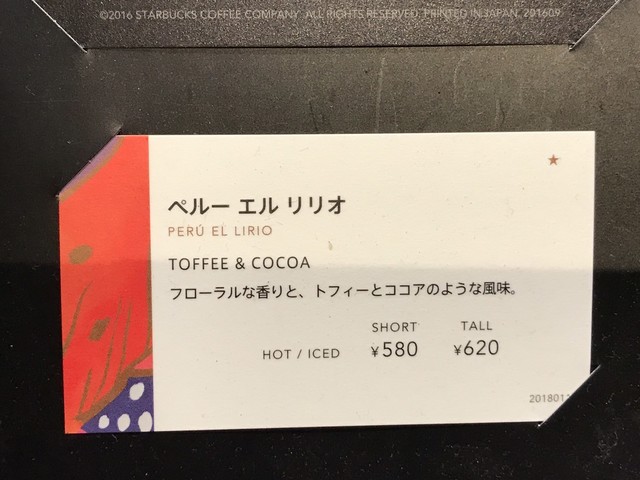 ©2016 STARBUCKS COFFEE COMPANY. ALL RIGHTS RESERVED. PRINTED IN JAPAN. 201609
ペルー エル リリオ
PERÚ EL LIRIO
TOFFEE & COCOA
フローラルな香りと、トフィーとココアのような風味。
SHORT TALL
HOT / ICED ¥580 ¥620